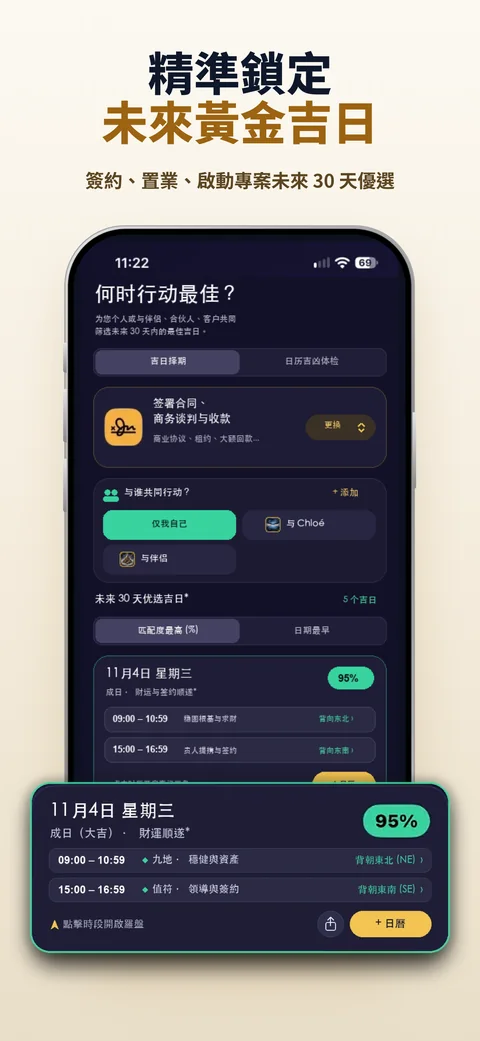 精準鎖定
未來黃金吉日
簽約、置業、啟動專案未來 30 天優選
11:22
69
何时行动最佳？
为您个人或与伴侣、合伙人、客户共同
筛选未来 30 天内的最佳吉日。
吉日择期
日历吉凶体检
签署合同、
商务谈判与收款
商业协议、租约、大额回款...
更换
与谁共同行动？
+ 添加
仅我自己
与 Chloé
与伴侣
未来 30 天优选吉日*
5 个吉日
匹配度最高 (%)
日期最早
11月4日 星期三
95%
成日 · 财运与签约顺遂*
09:00 – 10:59 稳固根基与求财 背向东北 ›
15:00 – 16:59 贵人提携与签约 背向东南 ›
11月4日 星期三
95%
成日（大吉） · 財運順遂*
09:00 – 10:59 ◆ 九地 · 穩健與資產 背朝東北 (NE) ›
15:00 – 16:59 ◆ 值符 · 領導與簽約 背朝東南 (SE) ›
點擊時段開啟羅盤
+ 日曆